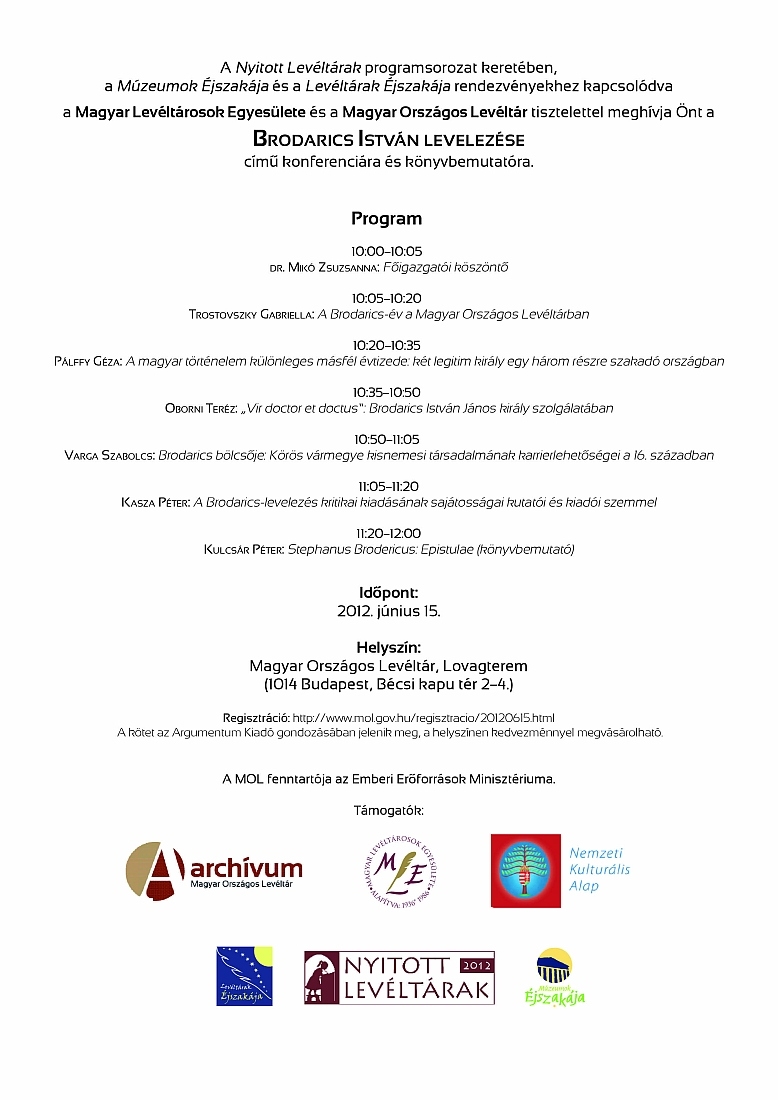 A Nyitott Levéltárak programsorozat keretében,
a Múzeumok Éjszakája és a Levéltárak Éjszakája rendezvényekhez kapcsolódva
a Magyar Levéltárosok Egyesülete és a Magyar Országos Levéltár tisztelettel meghívja Önt a
BRODARICS ISTVÁN LEVELEZÉSE
című konferenciára és könyvbemutatóra.
Program
10:00–10:05
DR. MIKÓ ZSUZSANNA: Főigazgatói köszöntő
10:05–10:20
TROSTOVSZKY GABRIELLA: A Brodarics-év a Magyar Országos Levéltárban
10:20–10:35
PÁLFFY GÉZA: A magyar történelem különleges másfél évtizede: két legitim király egy három részre szakadó országban
10:35–10:50
OBORNI TERÉZ: „Vir doctor et doctus”: Brodarics István János király szolgálatában
10:50–11:05
VARGA SZABOLCS: Brodarics bölcsője: Körös vármegye kisnemesi társadalmának karrierlehetőségei a 16. században
11:05–11:20
KASZA PÉTER: A Brodarics-levelezés kritikai kiadásának sajátosságai kutatói és kiadói szemmel
11:20–12:00
KULCSÁR PÉTER: Stephanus Brodericus: Epistulae (könyvbemutató)
Időpont:
2012. június 15.
Helyszín:
Magyar Országos Levéltár, Lovagterem
(1014 Budapest, Bécsi kapu tér 2–4.)
Regisztráció: http://www.mol.gov.hu/regisztracio/20120615.html
A kötet az Argumentum Kiadó gondozásában jelenik meg, a helyszínen kedvezménnyel megvásárolható.
A MOL fenntartója az Emberi Erőforrások Minisztériuma.
Támogatók:
A archívum
Magyar Országos Levéltár
MAGYAR LEVÉLTÁROSOK EGYESÜLETE
MLE
ALAPÍTVA: 1936 1986
Nemzeti
Kulturális
Alap
Levéltárak
Éjszakája
NYITOTT 2012
LEVÉLTÁRAK
Múzeumok
Éjszakája